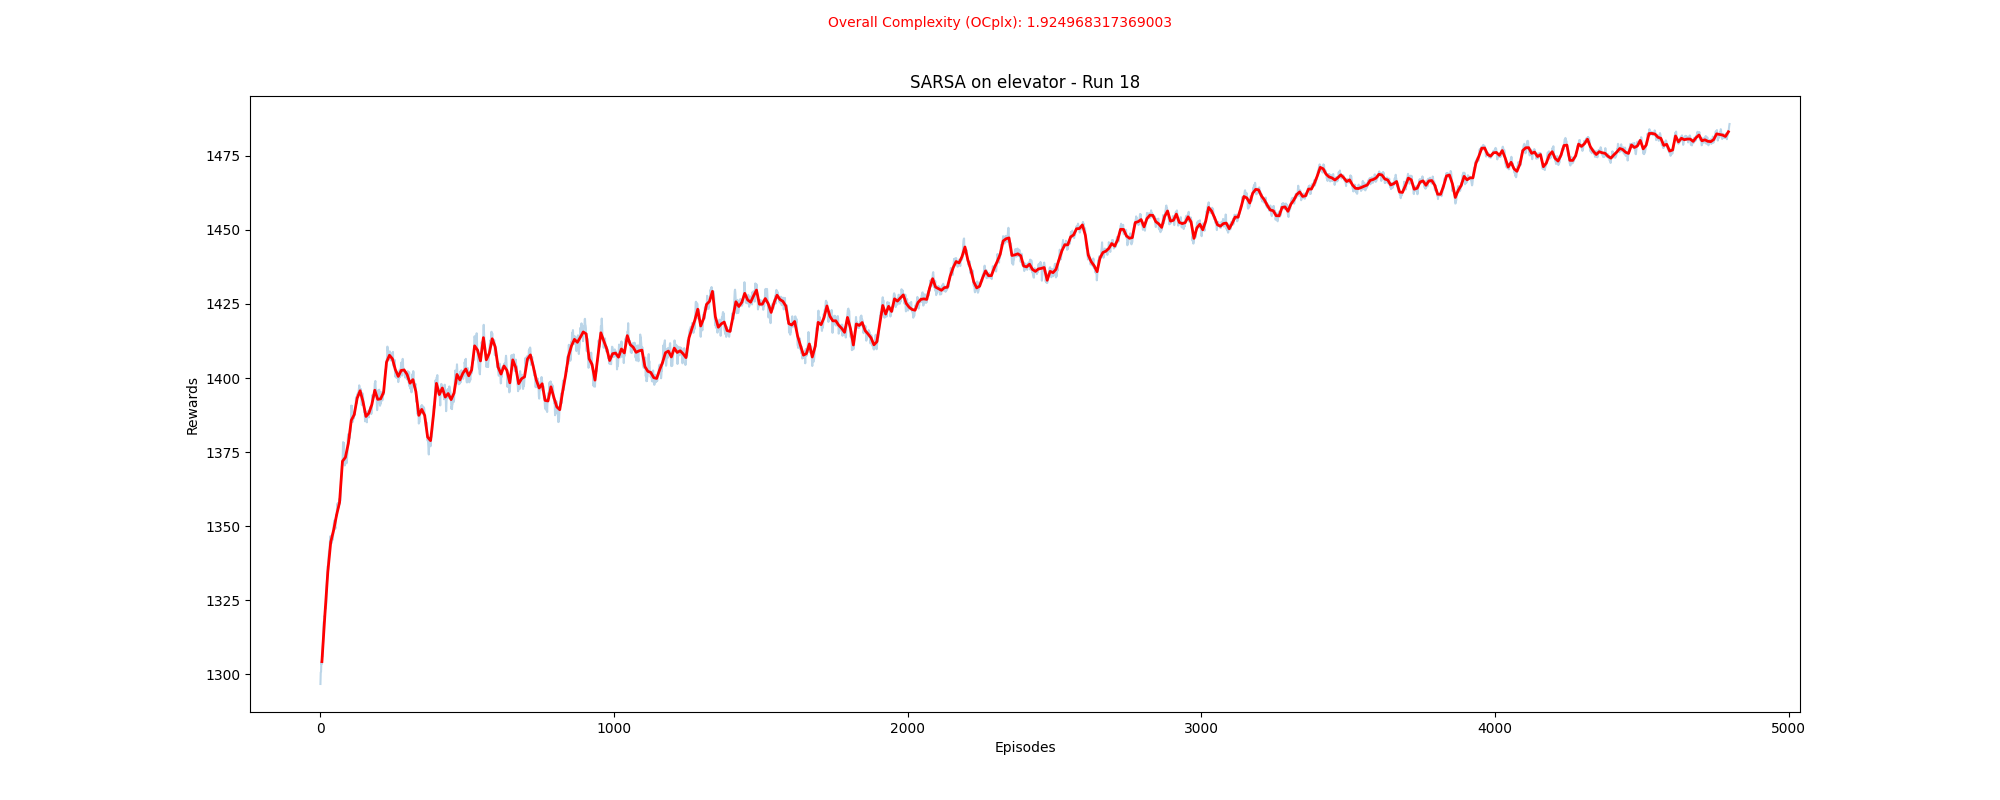 Overall Complexity (OCplx): 1.924968317369003
SARSA on elevator - Run 18
Rewards
1475
1450
1425
1400
1375
1350
1325
1300
0 1000 2000 3000 4000 5000
Episodes